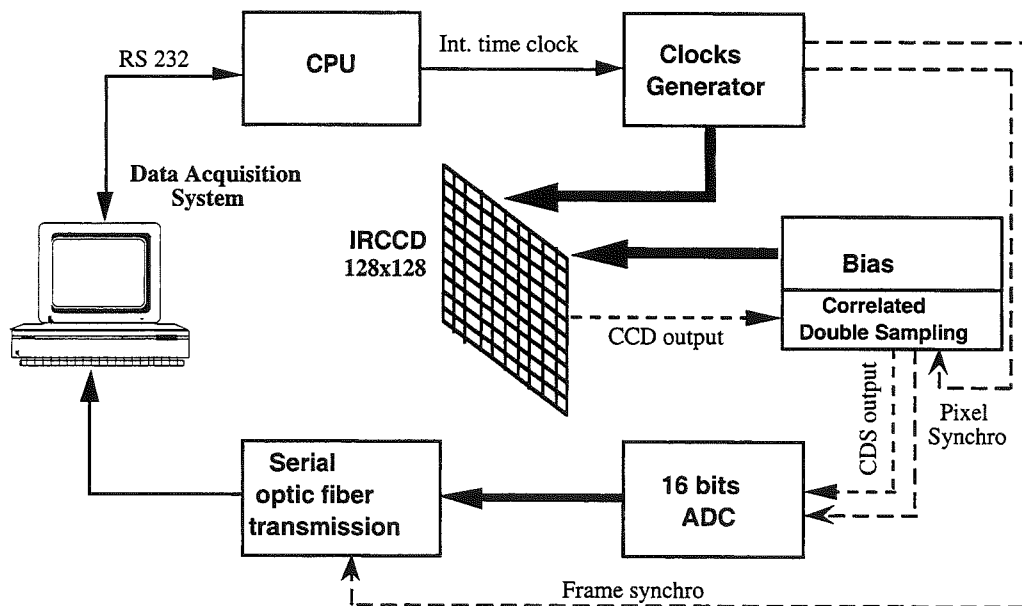 RS 232
CPU
Int. time clock
Clocks
Generator
Data Acquisition
System
IRCCD
128x128
Bias
Correlated
Double Sampling
CCD output
CDS output
Pixel
Synchro
Serial
optic fiber
transmission
16 bits
ADC
Frame synchro